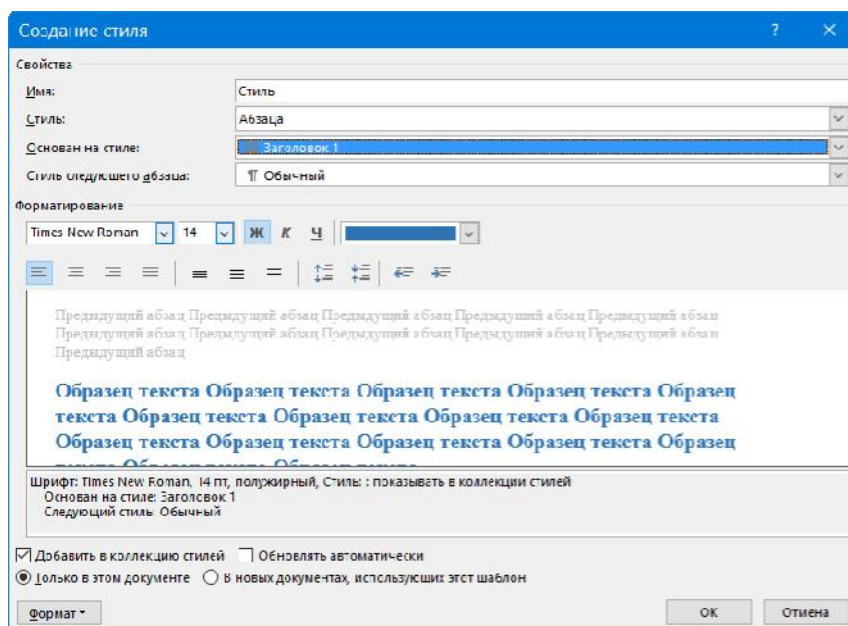 Создание стиля ?
Свойства
Имя: Стиль
Стиль: Абзаца
Основан на стиле: Заголовок 1
Стиль следующего абзаца: ¶ Обычный
Форматирование
Times New Roman 14 Ж К Ч
Предыдущий абзац Предыдущий абзац Предыдущий абзац Предыдущий абзац Предыдущий абзац
Предыдущий абзац Предыдущий абзац Предыдущий абзац Предыдущий абзац Предыдущий абзац
Предыдущий абзац
Образец текста Образец текста Образец текста Образец текста Образец
текста Образец текста Образец текста Образец текста Образец текста
Образец текста Образец текста Образец текста Образец текста Образец
текста Образец текста Образец текста
Шрифт: Times New Roman, 14 пт, полужирный, Стиль: : показывать в коллекции стилей
Основан на стиле: Заголовок 1
Следующий стиль: Обычный
Добавить в коллекцию стилей Обновлять автоматически
Только в этом документе В новых документах, использующих этот шаблон
Формат ОК Отмена